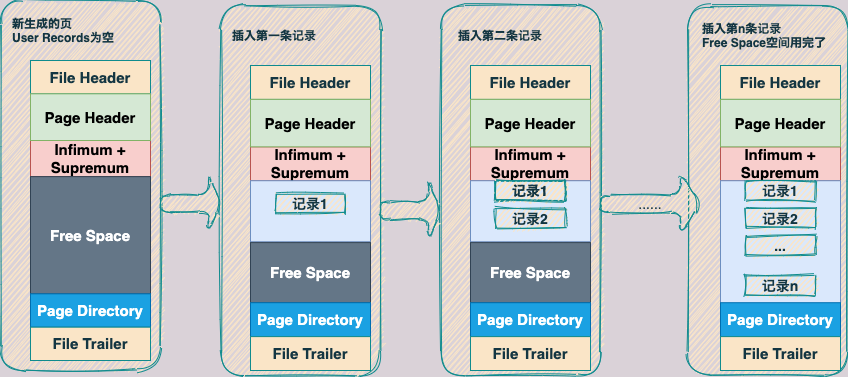 新生成的页
User Records为空
File Header
Page Header
Infimum +
Supremum
Free Space
Page Directory
File Trailer
插入第一条记录
File Header
Page Header
Infimum +
Supremum
记录1
Free Space
Page Directory
File Trailer
插入第二条记录
File Header
Page Header
Infimum +
Supremum
记录1
记录2
Free Space
Page Directory
File Trailer
......
插入第n条记录
Free Space空间用完了
File Header
Page Header
Infimum +
Supremum
记录1
记录2
...
记录n
Page Directory
File Trailer